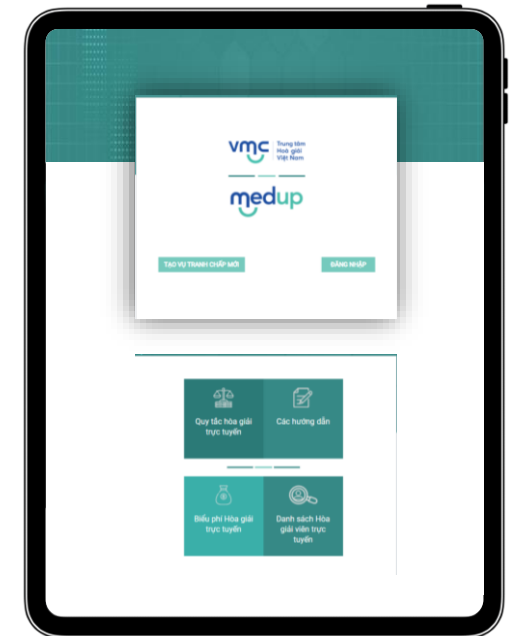 vmc Trung tâm
Hoà giải
Việt Nam
medup
TẠO VỤ TRANH CHẤP MỚI ĐĂNG NHẬP
Quy tắc hòa giải
trực tuyến
Các hướng dẫn
Biểu phí Hòa giải
trực tuyến
Danh sách Hòa
giải viên trực
tuyến